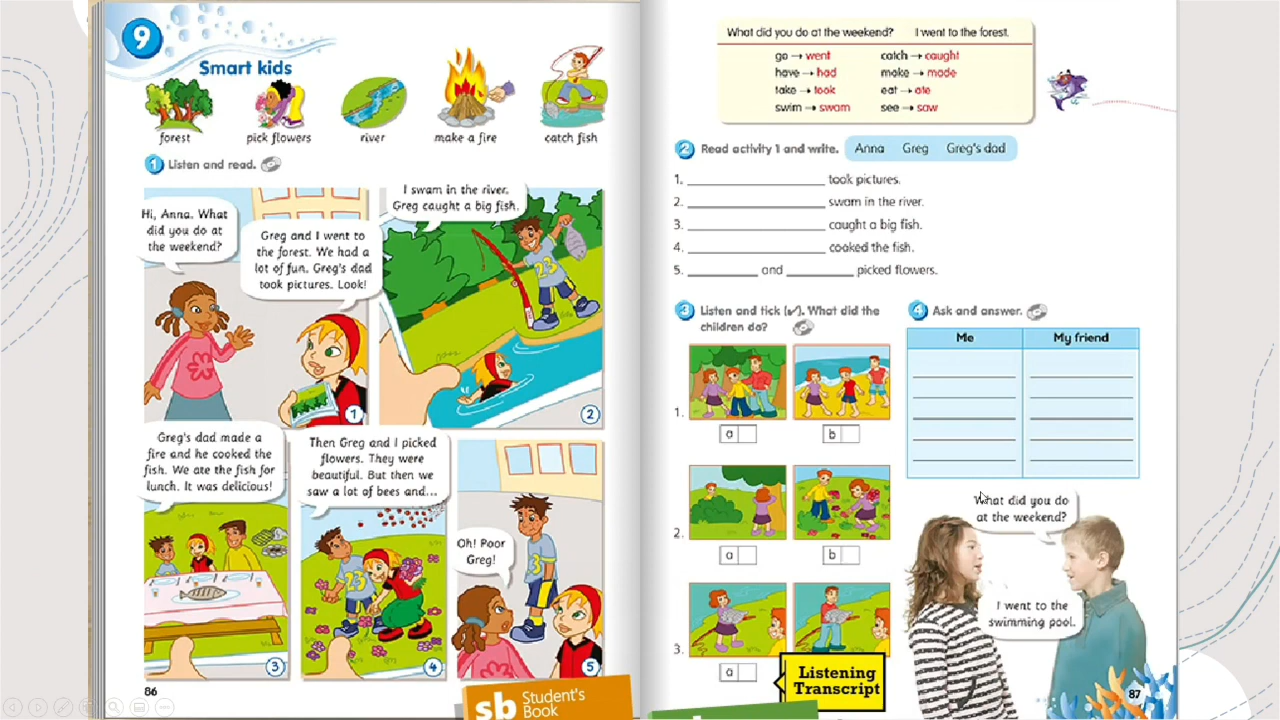 9
Smart kids
forest
pick flowers
river
make a fire
catch fish
1 Listen and read.
Hi, Anna. What
did you do at
the weekend?
Greg and I went to
the forest. We had a
lot of fun. Greg's dad
took pictures. Look!
1
I swam in the river.
Greg caught a big fish.
23
2
Greg's dad made a
fire and he cooked the
fish. We ate the fish for
lunch. It was delicious!
3
Then Greg and I picked
flowers. They were
beautiful. But then we
saw a lot of bees and...
23
4
Oh! Poor
Greg!
3
5
86
sb Student's
Book
What did you do at the weekend? I went to the forest.
go → went catch → caught
have → had make → made
take → took eat → ate
swim → swam see → saw
2 Read activity 1 and write. Anna Greg Greg's dad
1. ____ took pictures.
2. ____ swam in the river.
3. ____ caught a big fish.
4. ____ cooked the fish.
5. ____ and ____ picked flowers.
3 Listen and tick (✓). What did the
children do?
1.
a b
2.
a b
3.
a
Listening
Transcript
4 Ask and answer.
Me My friend
What did you do
at the weekend?
I went to the
swimming pool.
87